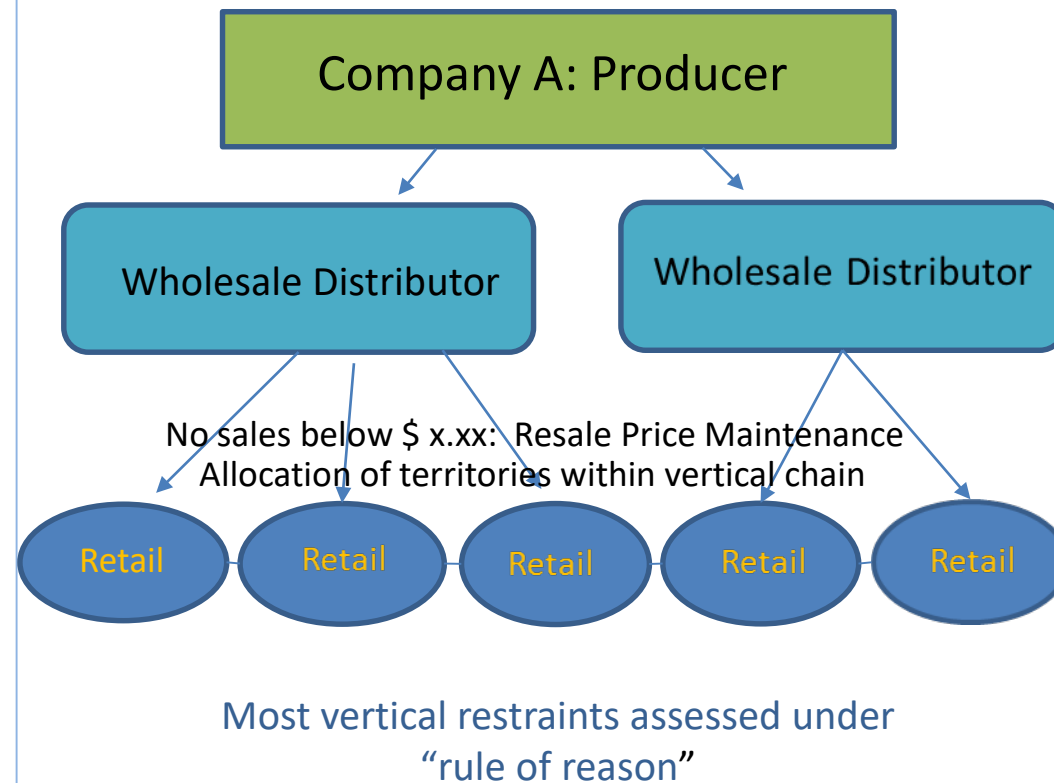 Company A: Producer
Wholesale Distributor
Wholesale Distributor
No sales below $ x.xx: Resale Price Maintenance
Allocation of territories within vertical chain
Retail
Retail
Retail
Retail
Retail
Most vertical restraints assessed under
“rule of reason”